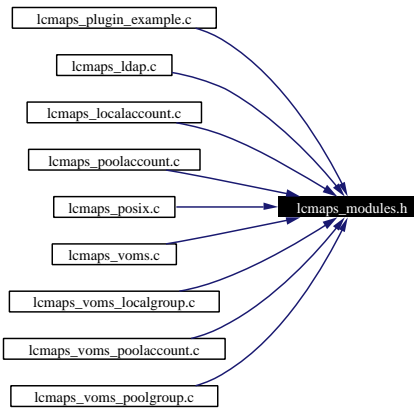 lcmaps_plugin_example.c
lcmaps_ldap.c
lcmaps_localaccount.c
lcmaps_poolaccount.c
lcmaps_posix.c
lcmaps_modules.h
lcmaps_voms.c
lcmaps_voms_localgroup.c
lcmaps_voms_poolaccount.c
lcmaps_voms_poolgroup.c